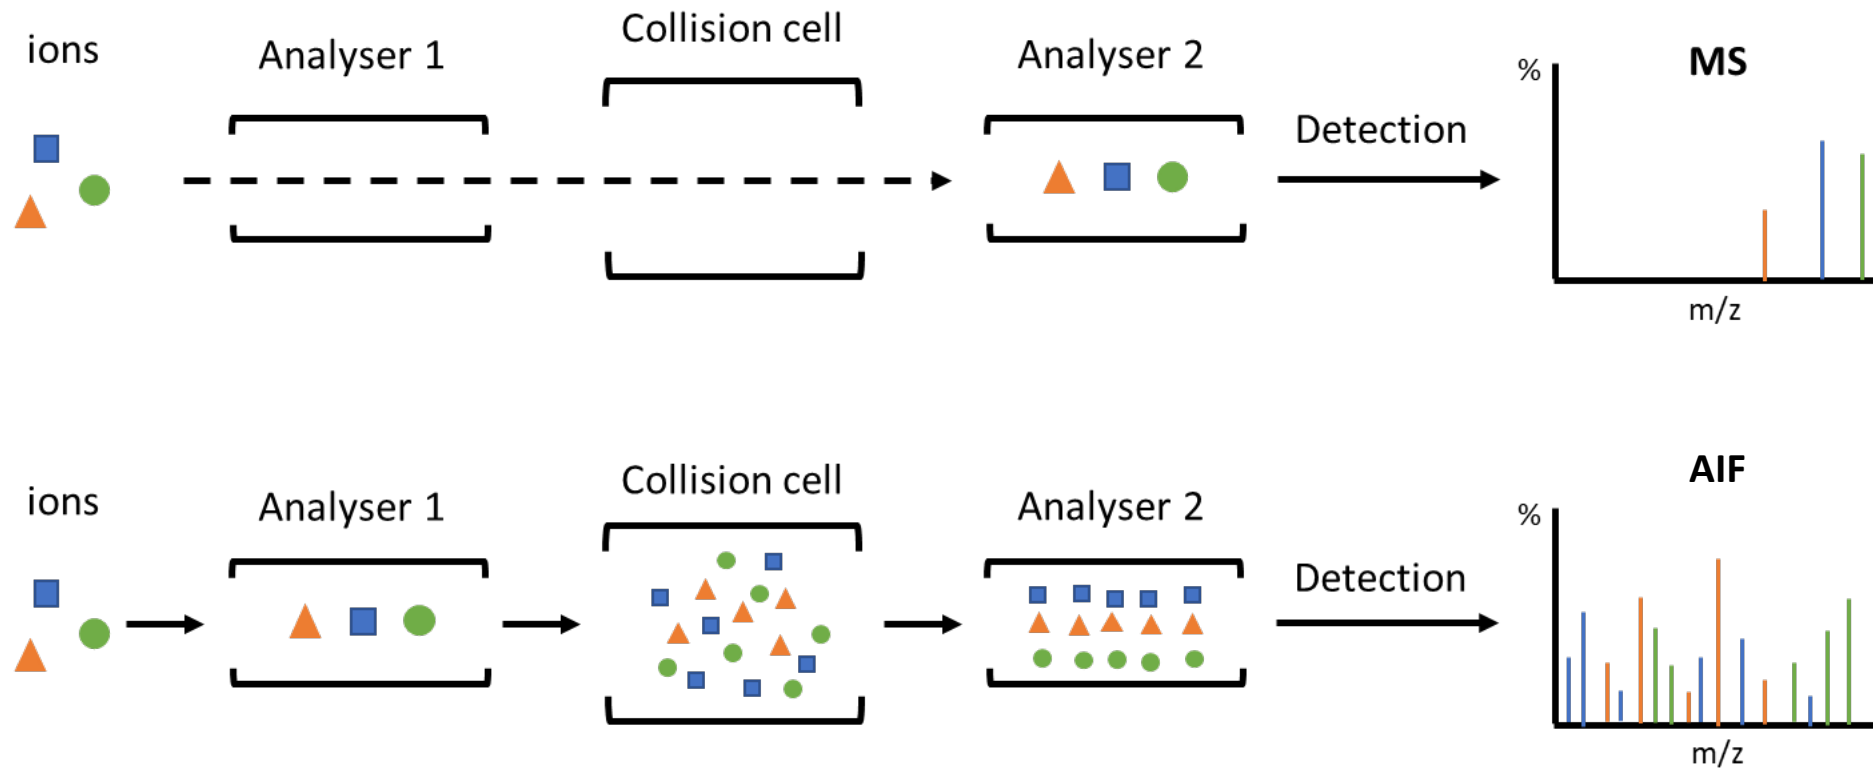 ions
Analyser 1
Collision cell
Analyser 2
Detection
MS
%
m/z
ions
Analyser 1
Collision cell
Analyser 2
Detection
AIF
%
m/z